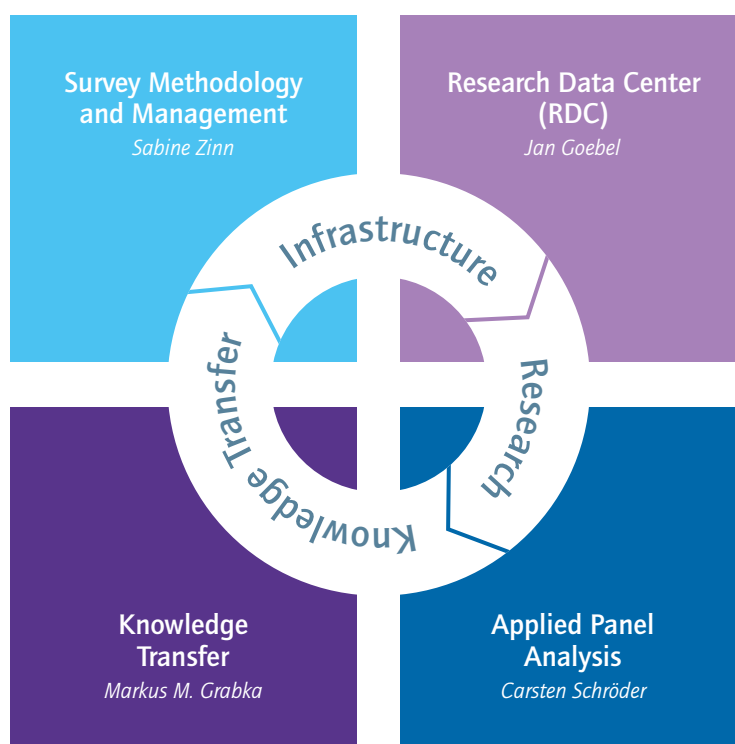 Survey Methodology
and Management
Sabine Zinn
Research Data Center
(RDC)
Jan Goebel
Infrastructure
Research
Knowledge Transfer
Knowledge
Transfer
Markus M. Grabka
Applied Panel
Analysis
Carsten Schröder